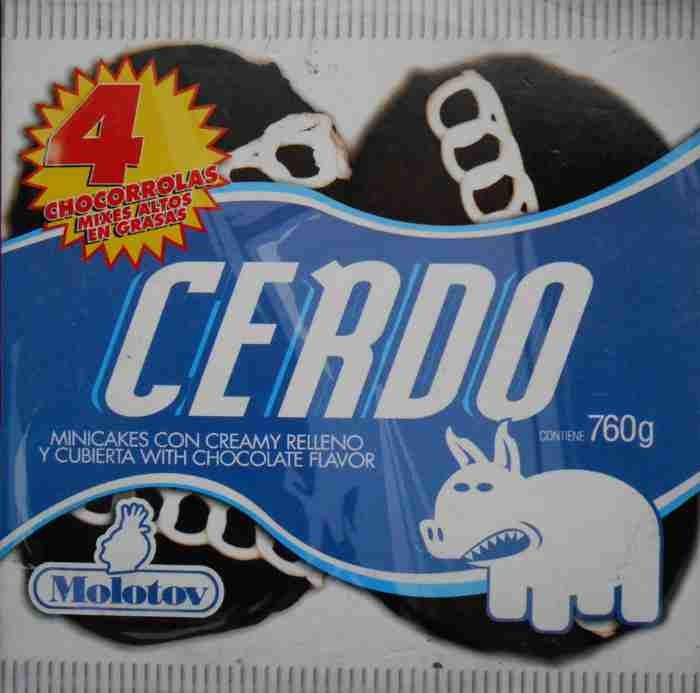 4
CHOCORROLAS
MIXES ALTOS
EN GRASAS
CERDO
MINICAKES CON CREAMY RELLENO
Y CUBIERTA WITH CHOCOLATE FLAVOR
CONTIENE 760g
Molotov